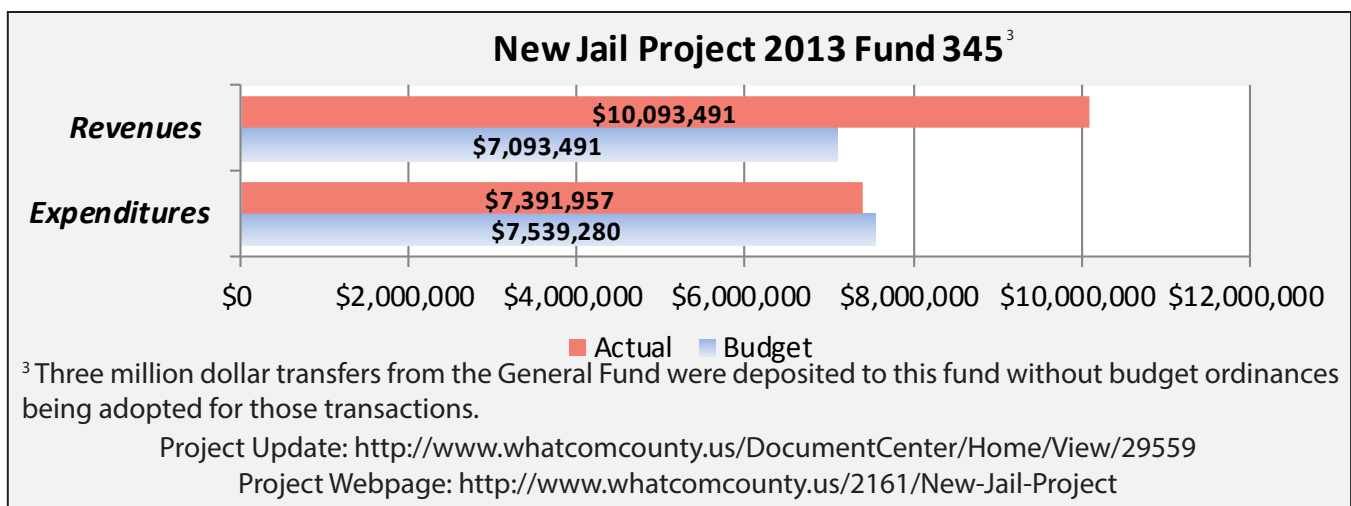 New Jail Project 2013 Fund 345³
Revenues
$10,093,491
$7,093,491
Expenditures
$7,391,957
$7,539,280
$0 $2,000,000 $4,000,000 $6,000,000 $8,000,000 $10,000,000 $12,000,000
Actual Budget
³ Three million dollar transfers from the General Fund were deposited to this fund without budget ordinances
being adopted for those transactions.
Project Update: http://www.whatcomcounty.us/DocumentCenter/Home/View/29559
Project Webpage: http://www.whatcomcounty.us/2161/New-Jail-Project